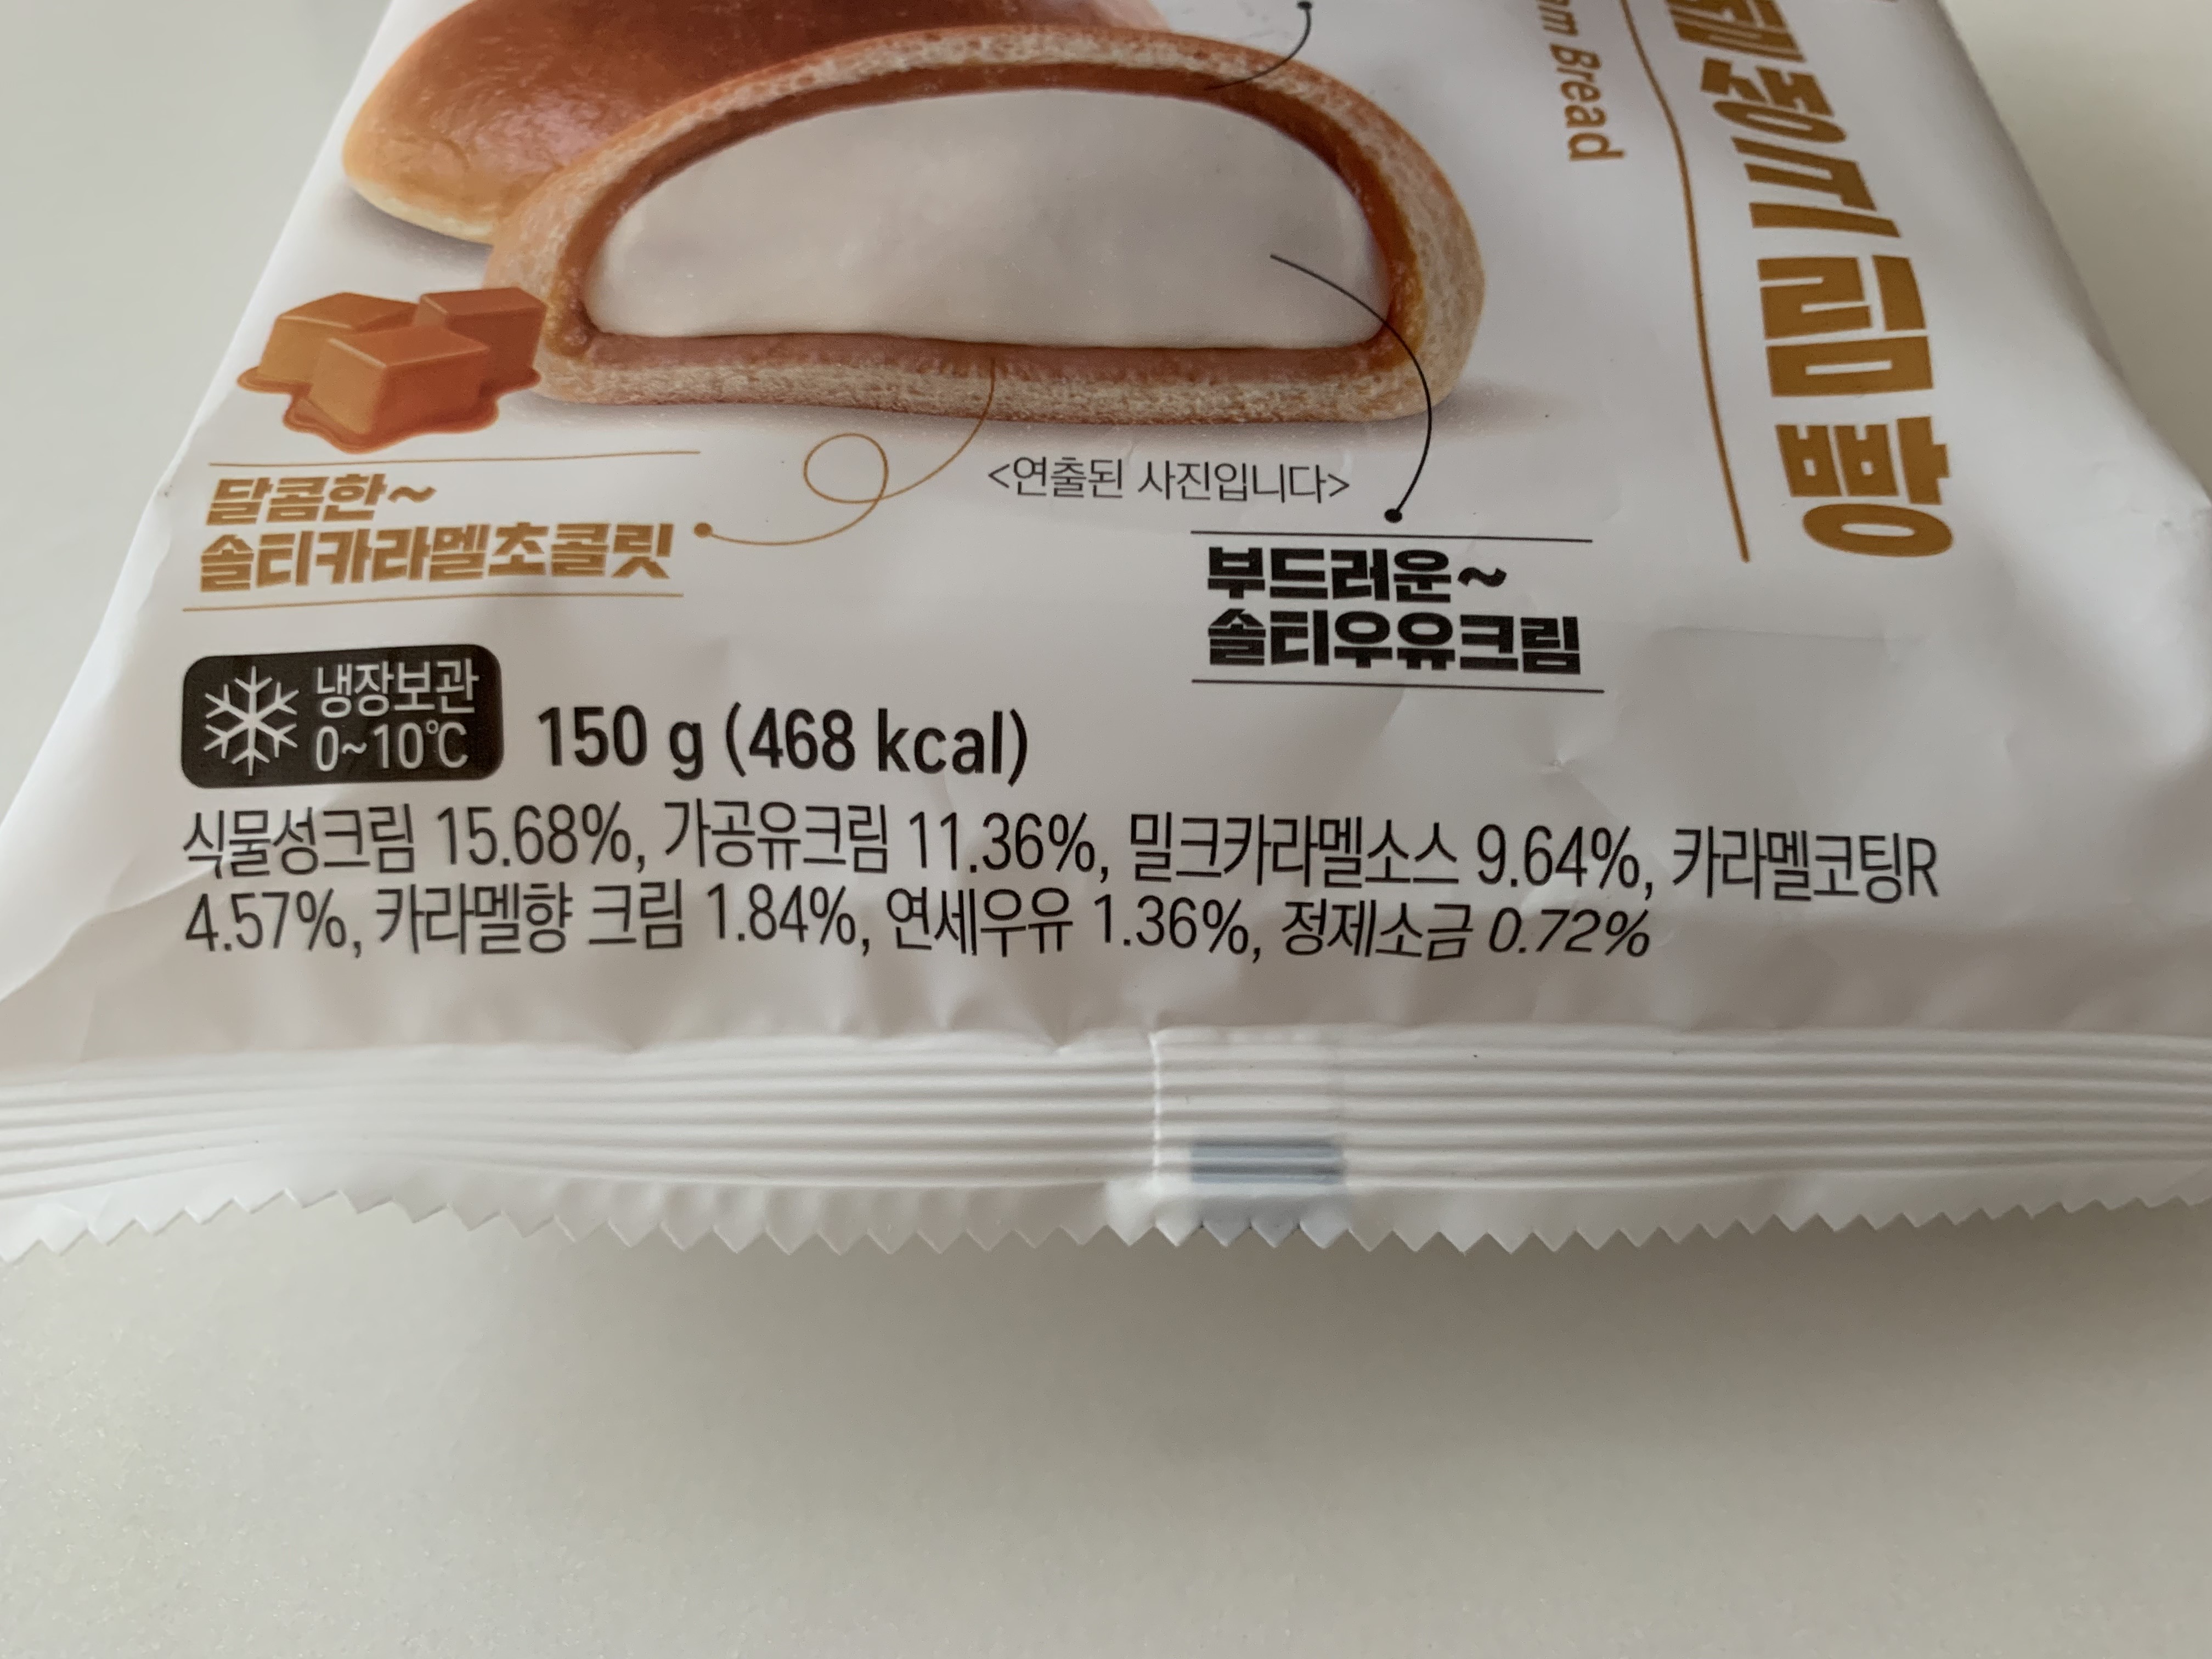 Bread
크림빵
달콤한~
솔티카라멜초콜릿
<연출된 사진입니다>
부드러운~
솔티우유크림
냉장보관
0~10℃
150 g (468 kcal)
식물성크림 15.68%, 가공유크림 11.36%, 밀크카라멜소스 9.64%, 카라멜코팅R
4.57%, 카라멜향 크림 1.84%, 연세우유 1.36%, 정제소금 0.72%